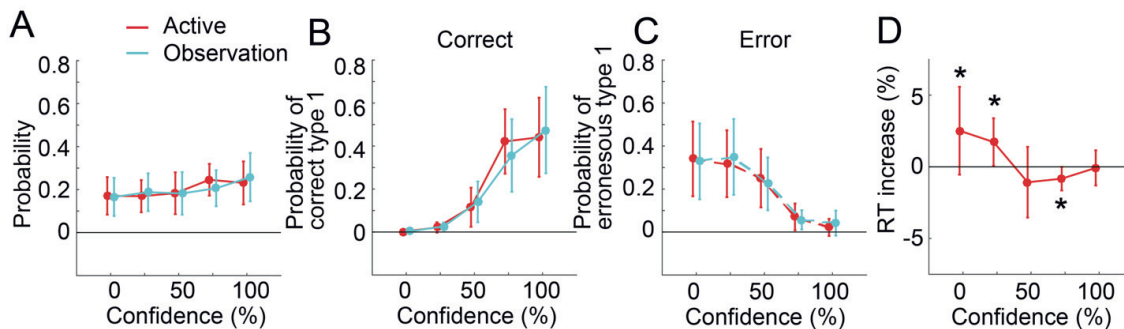 A
Active
Observation
Probability
0.8
0.6
0.4
0.2
0
0
50
100
Confidence (%)
B
Correct
Probability of
correct type 1
0.8
0.6
0.4
0.2
0
0
50
100
Confidence (%)
C
Error
Probability of
erronesous type 1
0.8
0.6
0.4
0.2
0
0
50
100
Confidence (%)
D
RT increase (%)
5
0
-5
*
*
*
0
50
100
Confidence (%)